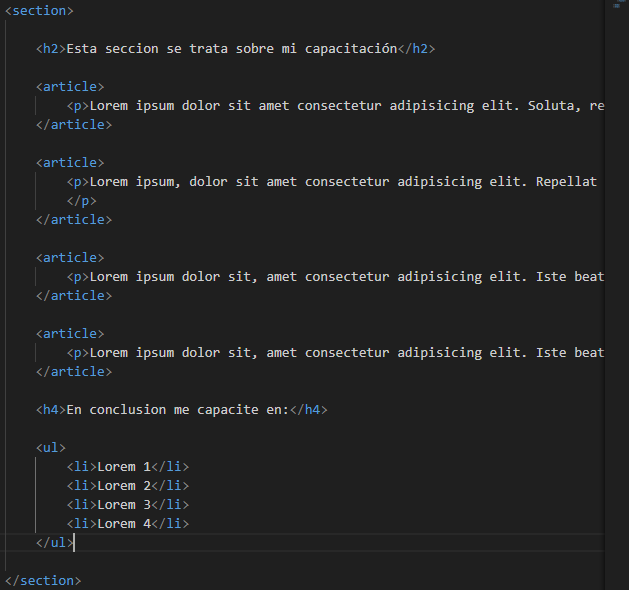 <section>
<h2>Esta seccion se trata sobre mi capacitación</h2>
<article>
<p>Lorem ipsum dolor sit amet consectetur adipisicing elit. Soluta, re
</article>
<article>
<p>Lorem ipsum, dolor sit amet consectetur adipisicing elit. Repellat
</p>
</article>
<article>
<p>Lorem ipsum dolor sit, amet consectetur adipisicing elit. Iste beat
</article>
<article>
<p>Lorem ipsum dolor sit, amet consectetur adipisicing elit. Iste beat
</article>
<h4>En conclusion me capacite en:</h4>
<ul>
<li>Lorem 1</li>
<li>Lorem 2</li>
<li>Lorem 3</li>
<li>Lorem 4</li>
</ul>
</section>